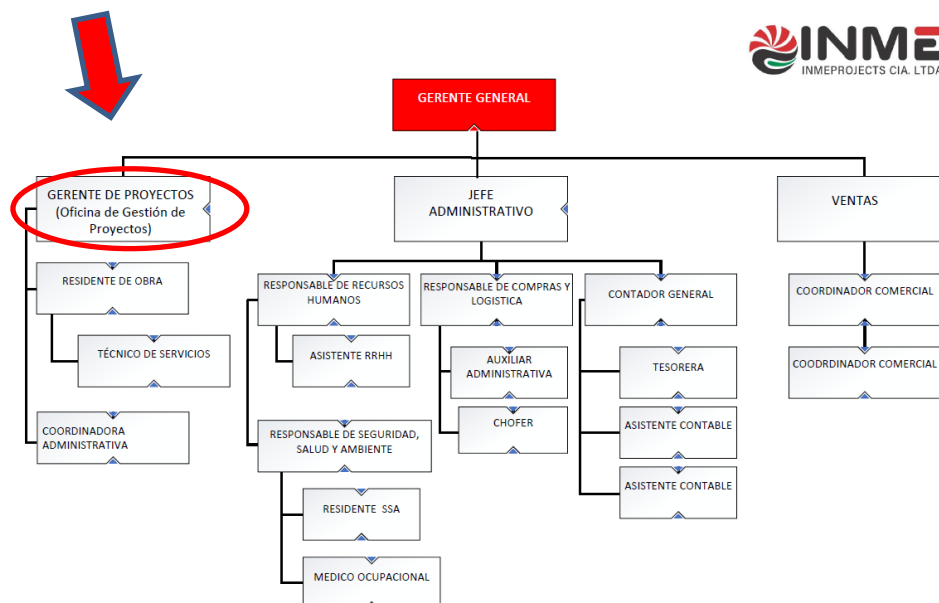 INME
INMEPROJECTS CIA. LTDA
GERENTE GENERAL
GERENTE DE PROYECTOS
(Oficina de Gestión de
Proyectos)
JEFE
ADMINISTRATIVO
VENTAS
RESIDENTE DE OBRA
TÉCNICO DE SERVICIOS
COORDINADORA
ADMINISTRATIVA
RESPONSABLE DE RECURSOS
HUMANOS
ASISTENTE RRHH
RESPONSABLE DE SEGURIDAD,
SALUD Y AMBIENTE
RESIDENTE SSA
MEDICO OCUPACIONAL
RESPONSABLE DE COMPRAS Y
LOGISTICA
AUXILIAR
ADMINISTRATIVA
CHOFER
CONTADOR GENERAL
TESORERA
ASISTENTE CONTABLE
ASISTENTE CONTABLE
COORDINADOR COMERCIAL
COODRDINADOR COMERCIAL